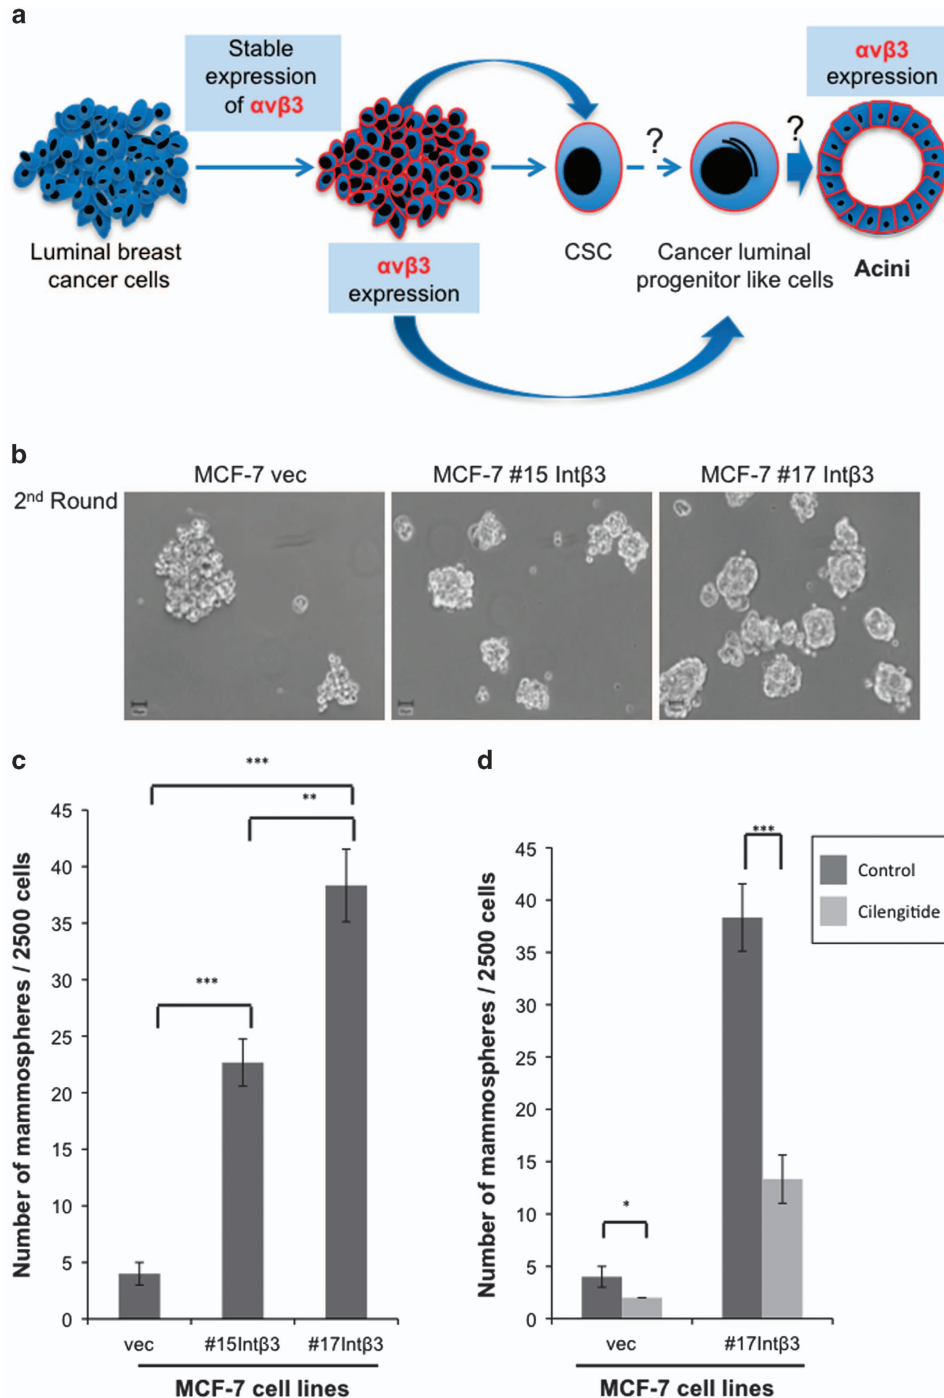 a
Stable
expression
of αvβ3
αvβ3
expression
?
?
Luminal breast
cancer cells
αvβ3
expression
CSC
Cancer luminal
progenitor like cells
Acini
b
MCF-7 vec
MCF-7 #15 Intβ3
MCF-7 #17 Intβ3
2nd Round
c
***
**
***
45
40
35
30
25
20
15
10
5
0
Number of mammospheres / 2500 cells
vec
#15Intβ3
#17Intβ3
MCF-7 cell lines
d
***
*
45
40
35
30
25
20
15
10
5
0
Number of mammospheres / 2500 cells
Control
Cilengitide
vec
#17Intβ3
MCF-7 cell lines